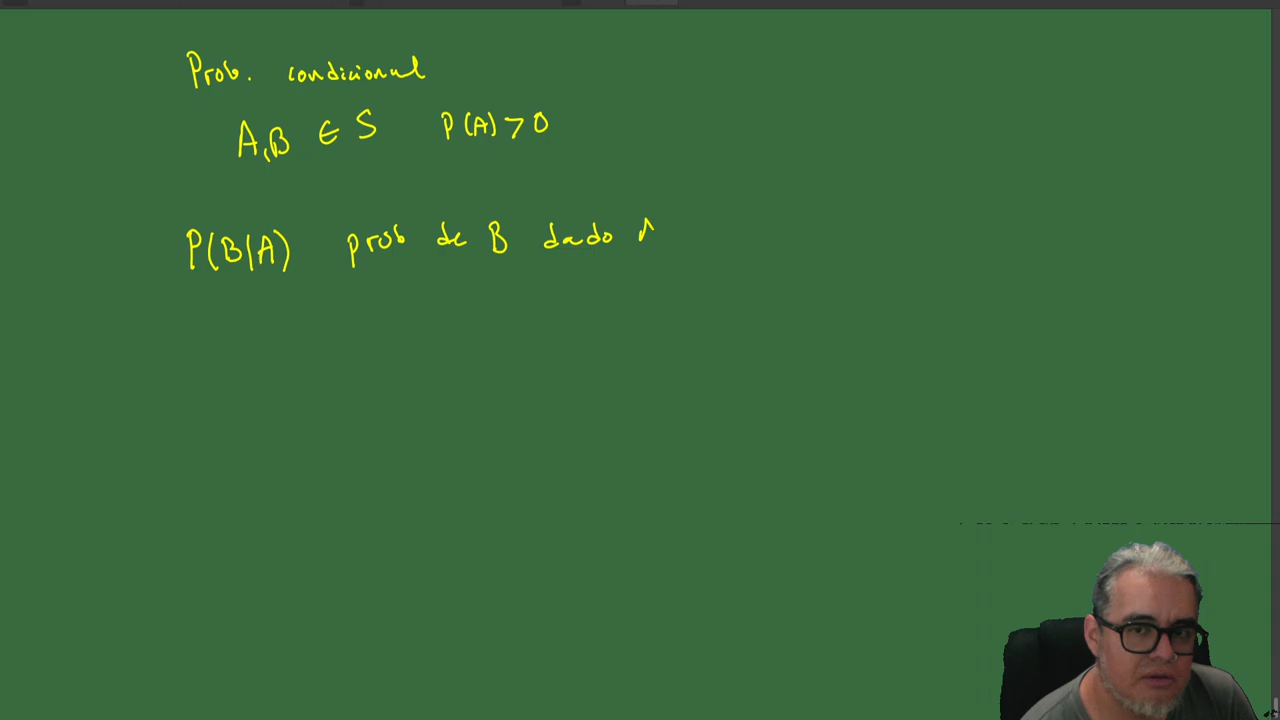 Prob. condicional
A,B ∈ S P(A) > 0
P(B|A) prob de B dado